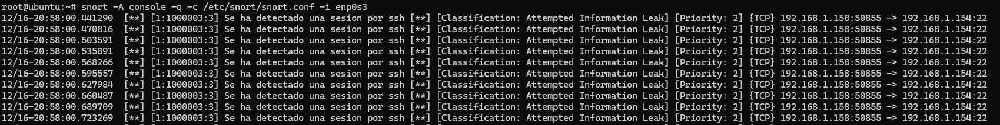 root@ubuntu:~# snort -A console -q -c /etc/snort/snort.conf -i enp0s3
12/16-20:58:00.441290  [**] [1:1000003:3] Se ha detectado una sesion por ssh [**] [Classification: Attempted Information Leak] [Priority: 2] {TCP} 192.168.1.158:50855 -> 192.168.1.154:22
12/16-20:58:00.470816  [**] [1:1000003:3] Se ha detectado una sesion por ssh [**] [Classification: Attempted Information Leak] [Priority: 2] {TCP} 192.168.1.158:50855 -> 192.168.1.154:22
12/16-20:58:00.503591  [**] [1:1000003:3] Se ha detectado una sesion por ssh [**] [Classification: Attempted Information Leak] [Priority: 2] {TCP} 192.168.1.158:50855 -> 192.168.1.154:22
12/16-20:58:00.535891  [**] [1:1000003:3] Se ha detectado una sesion por ssh [**] [Classification: Attempted Information Leak] [Priority: 2] {TCP} 192.168.1.158:50855 -> 192.168.1.154:22
12/16-20:58:00.568266  [**] [1:1000003:3] Se ha detectado una sesion por ssh [**] [Classification: Attempted Information Leak] [Priority: 2] {TCP} 192.168.1.158:50855 -> 192.168.1.154:22
12/16-20:58:00.595557  [**] [1:1000003:3] Se ha detectado una sesion por ssh [**] [Classification: Attempted Information Leak] [Priority: 2] {TCP} 192.168.1.158:50855 -> 192.168.1.154:22
12/16-20:58:00.627984  [**] [1:1000003:3] Se ha detectado una sesion por ssh [**] [Classification: Attempted Information Leak] [Priority: 2] {TCP} 192.168.1.158:50855 -> 192.168.1.154:22
12/16-20:58:00.660487  [**] [1:1000003:3] Se ha detectado una sesion por ssh [**] [Classification: Attempted Information Leak] [Priority: 2] {TCP} 192.168.1.158:50855 -> 192.168.1.154:22
12/16-20:58:00.689709  [**] [1:1000003:3] Se ha detectado una sesion por ssh [**] [Classification: Attempted Information Leak] [Priority: 2] {TCP} 192.168.1.158:50855 -> 192.168.1.154:22
12/16-20:58:00.723269  [**] [1:1000003:3] Se ha detectado una sesion por ssh [**] [Classification: Attempted Information Leak] [Priority: 2] {TCP} 192.168.1.158:50855 -> 192.168.1.154:22